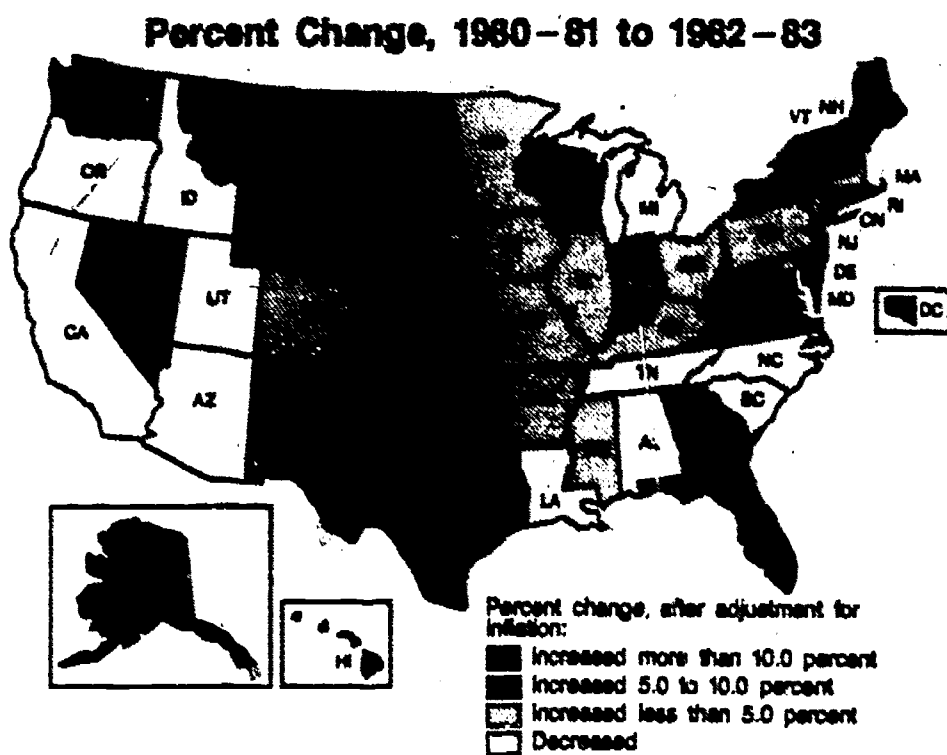 Percent Change, 1980-81 to 1982-83
VT
NH
MA
RI
CN
NJ
DE
MD
DC
OR
ID
MI
UT
CA
AZ
TN
NC
SC
AL
LA
HI
Percent change, after adjustment for
inflation:
Increased more than 10.0 percent
Increased 5.0 to 10.0 percent
Increased less than 5.0 percent
Decreased